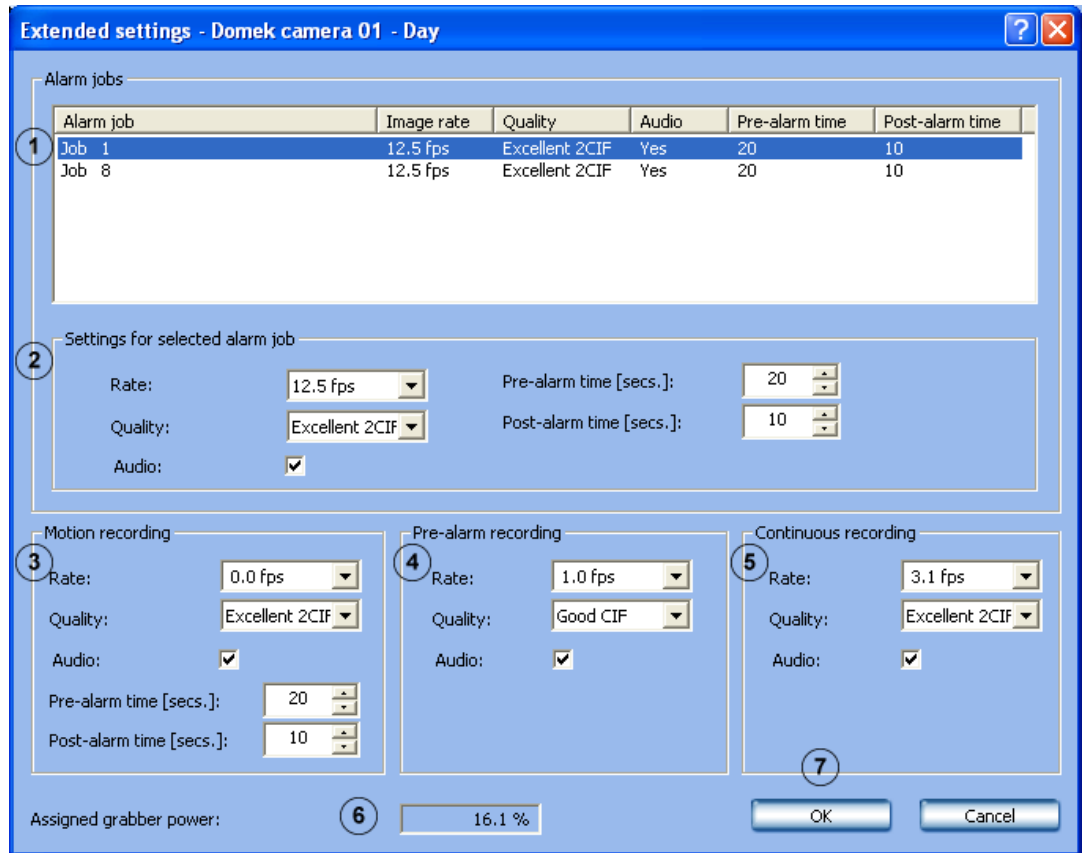 Extended settings - Domek camera 01 - Day
?
Alarm jobs
Alarm job Image rate Quality Audio Pre-alarm time Post-alarm time
1
Job 1 12.5 fps Excellent 2CIF Yes 20 10
Job 8 12.5 fps Excellent 2CIF Yes 20 10
Settings for selected alarm job
2
Rate: 12.5 fps Pre-alarm time [secs.]: 20
Quality: Excellent 2CIF Post-alarm time [secs.]: 10
Audio:
Motion recording
3
Rate: 0.0 fps
Quality: Excellent 2CIF
Audio:
Pre-alarm time [secs.]: 20
Post-alarm time [secs.]: 10
Pre-alarm recording
4
Rate: 1.0 fps
Quality: Good CIF
Audio:
Continuous recording
5
Rate: 3.1 fps
Quality: Excellent 2CIF
Audio:
7
Assigned grabber power: 6 16.1 % OK Cancel